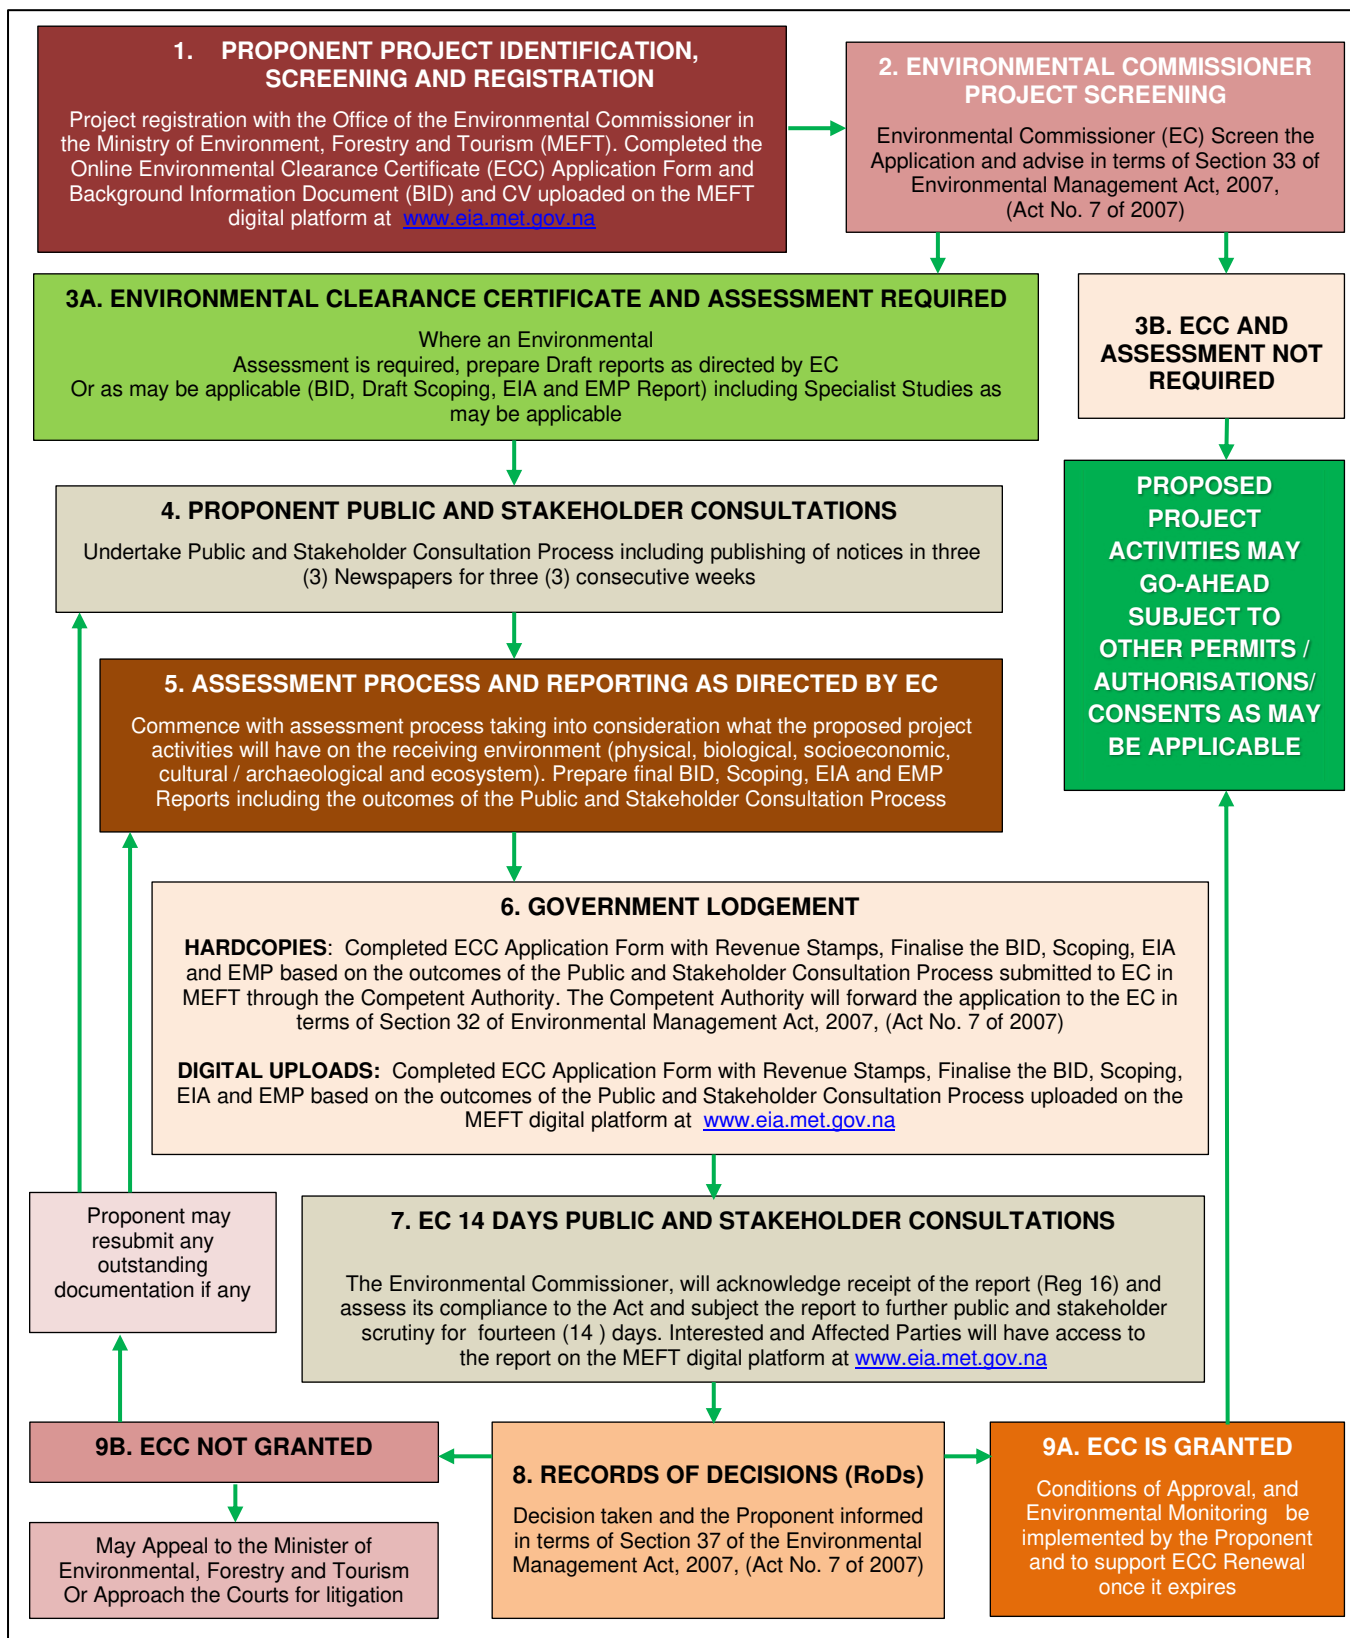 1. PROPONENT PROJECT IDENTIFICATION,
SCREENING AND REGISTRATION
Project registration with the Office of the Environmental Commissioner in
the Ministry of Environment, Forestry and Tourism (MEFT). Completed the
Online Environmental Clearance Certificate (ECC) Application Form and
Background Information Document (BID) and CV uploaded on the MEFT
digital platform at www.eia.met.gov.na
2. ENVIRONMENTAL COMMISSIONER
PROJECT SCREENING
Environmental Commissioner (EC) Screen the
Application and advise in terms of Section 33 of
Environmental Management Act, 2007,
(Act No. 7 of 2007)
3A. ENVIRONMENTAL CLEARANCE CERTIFICATE AND ASSESSMENT REQUIRED
Where an Environmental
Assessment is required, prepare Draft reports as directed by EC
Or as may be applicable (BID, Draft Scoping, EIA and EMP Report) including Specialist Studies as
may be applicable
3B. ECC AND
ASSESSMENT NOT
REQUIRED
4. PROPONENT PUBLIC AND STAKEHOLDER CONSULTATIONS
Undertake Public and Stakeholder Consultation Process including publishing of notices in three
(3) Newspapers for three (3) consecutive weeks
PROPOSED
PROJECT
ACTIVITIES MAY
GO-AHEAD
SUBJECT TO
OTHER PERMITS /
AUTHORISATIONS/
CONSENTS AS MAY
BE APPLICABLE
5. ASSESSMENT PROCESS AND REPORTING AS DIRECTED BY EC
Commence with assessment process taking into consideration what the proposed project
activities will have on the receiving environment (physical, biological, socioeconomic,
cultural / archaeological and ecosystem). Prepare final BID, Scoping, EIA and EMP
Reports including the outcomes of the Public and Stakeholder Consultation Process
6. GOVERNMENT LODGEMENT
HARDCOPIES: Completed ECC Application Form with Revenue Stamps, Finalise the BID, Scoping, EIA
and EMP based on the outcomes of the Public and Stakeholder Consultation Process submitted to EC in
MEFT through the Competent Authority. The Competent Authority will forward the application to the EC in
terms of Section 32 of Environmental Management Act, 2007, (Act No. 7 of 2007)
DIGITAL UPLOADS: Completed ECC Application Form with Revenue Stamps, Finalise the BID, Scoping,
EIA and EMP based on the outcomes of the Public and Stakeholder Consultation Process uploaded on the
MEFT digital platform at www.eia.met.gov.na
Proponent may
resubmit any
outstanding
documentation if any
7. EC 14 DAYS PUBLIC AND STAKEHOLDER CONSULTATIONS
The Environmental Commissioner, will acknowledge receipt of the report (Reg 16) and
assess its compliance to the Act and subject the report to further public and stakeholder
scrutiny for fourteen (14 ) days. Interested and Affected Parties will have access to
the report on the MEFT digital platform at www.eia.met.gov.na
9B. ECC NOT GRANTED
May Appeal to the Minister of
Environmental, Forestry and Tourism
Or Approach the Courts for litigation
8. RECORDS OF DECISIONS (RoDs)
Decision taken and the Proponent informed
in terms of Section 37 of the Environmental
Management Act, 2007, (Act No. 7 of 2007)
9A. ECC IS GRANTED
Conditions of Approval, and
Environmental Monitoring be
implemented by the Proponent
and to support ECC Renewal
once it expires